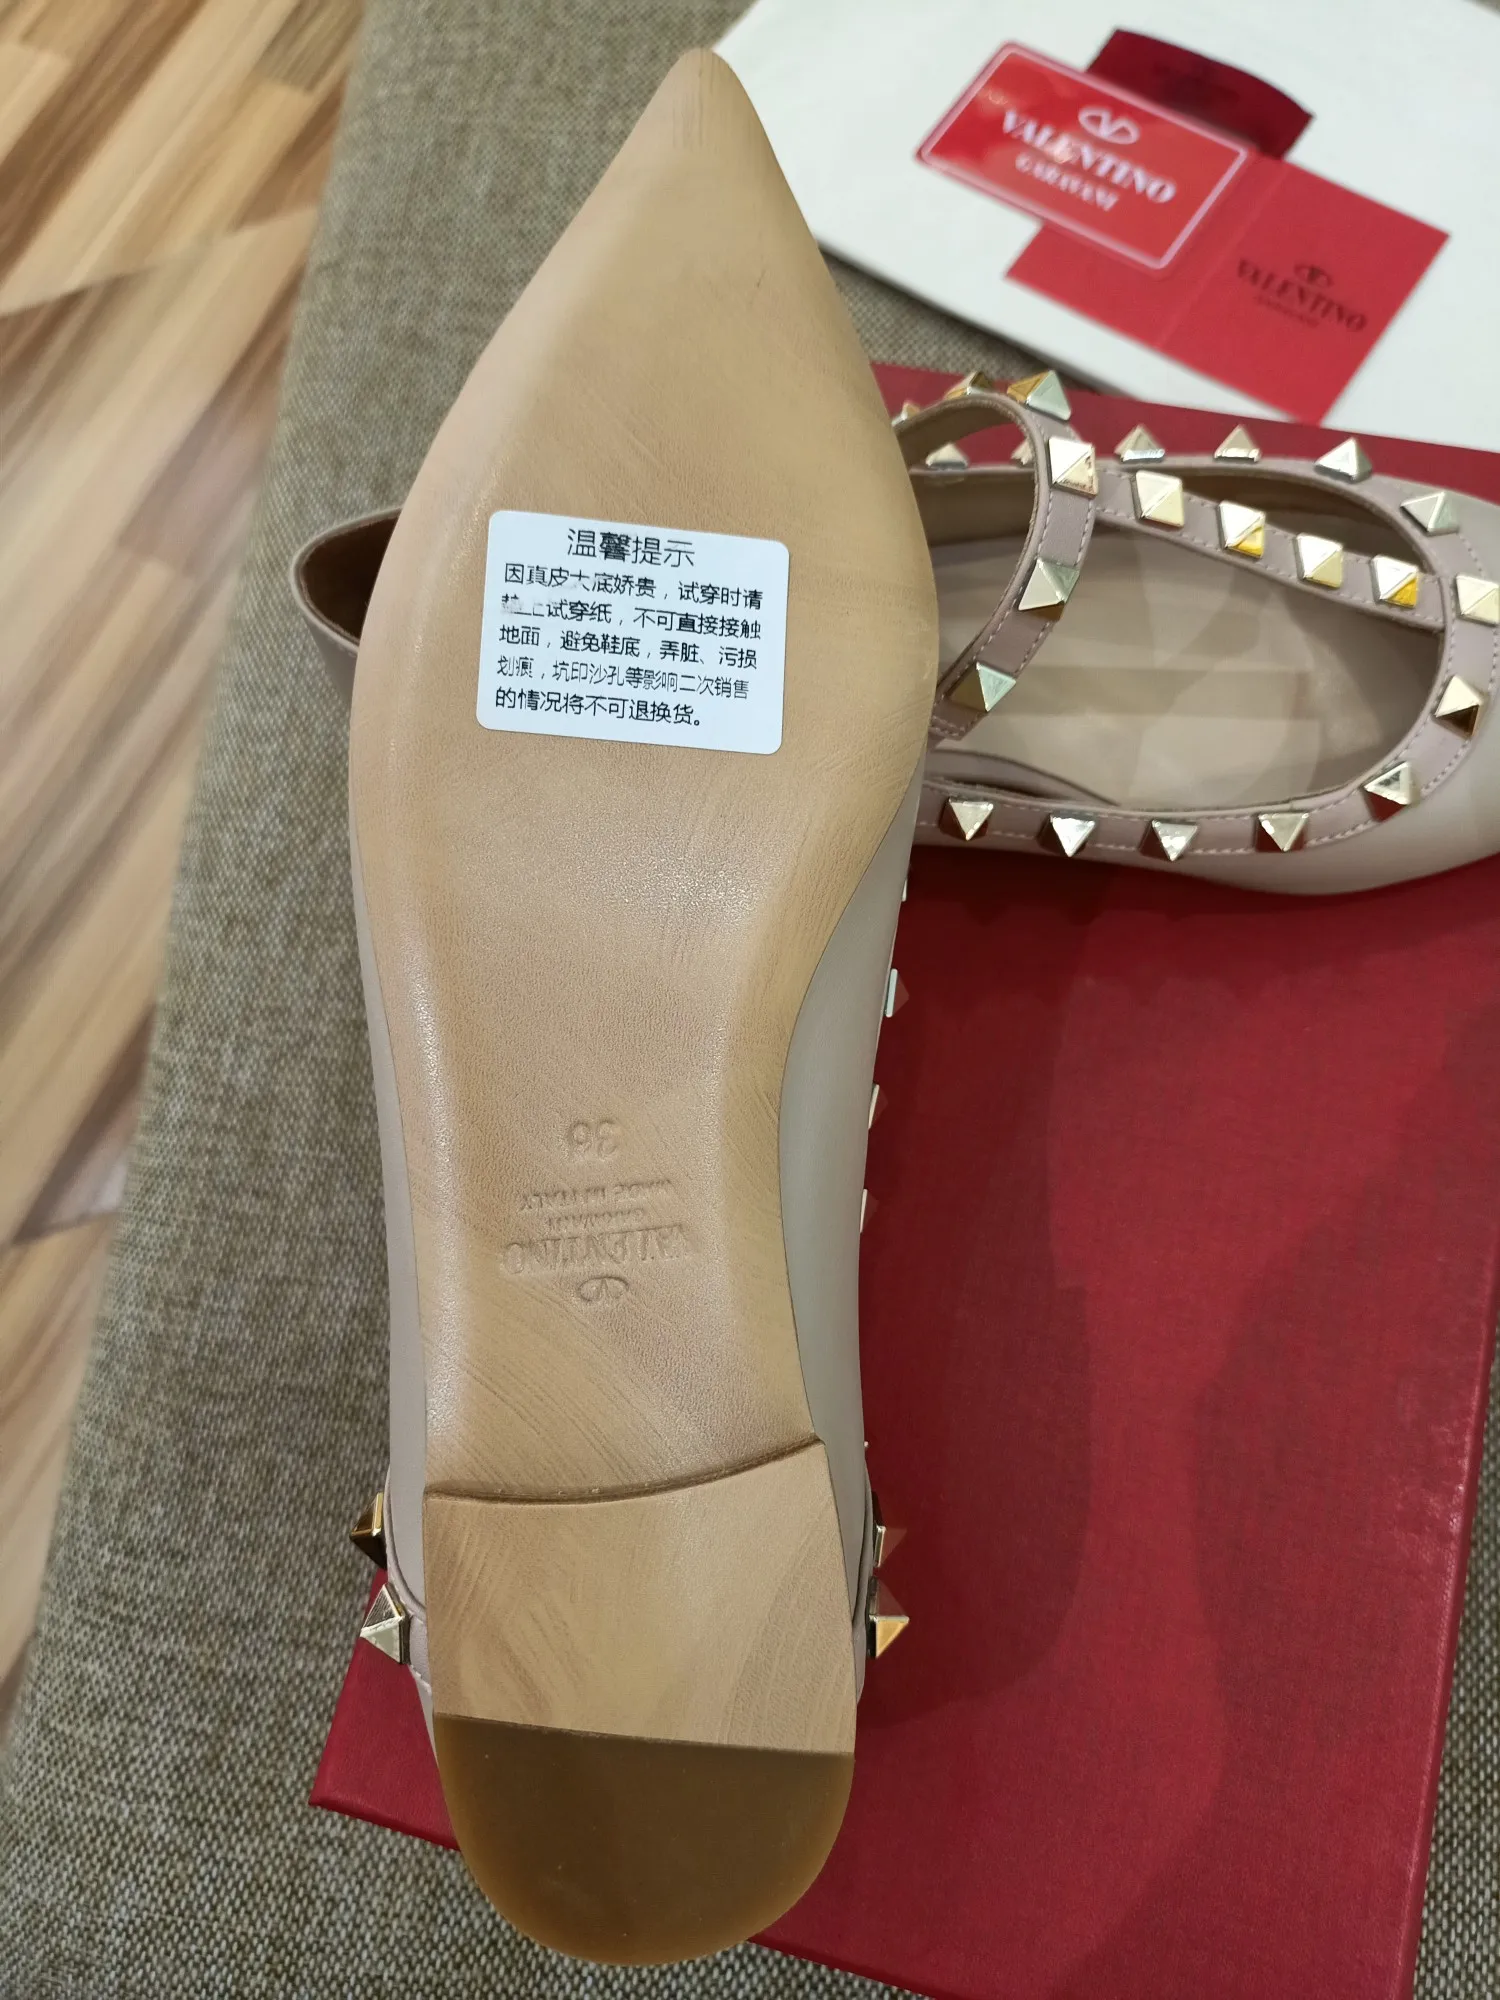 VALENTINO
GARAVANI
VALENTINO
GARAVANI
温馨提示
因真皮大底娇贵，试穿时请
垫上试穿纸，不可直接接触
地面，避免鞋底，弄脏、污损
划痕，坑印沙孔等影响二次销售
的情况将不可退换货。
36
MADE IN ITALY
GARAVANI
VALENTINO